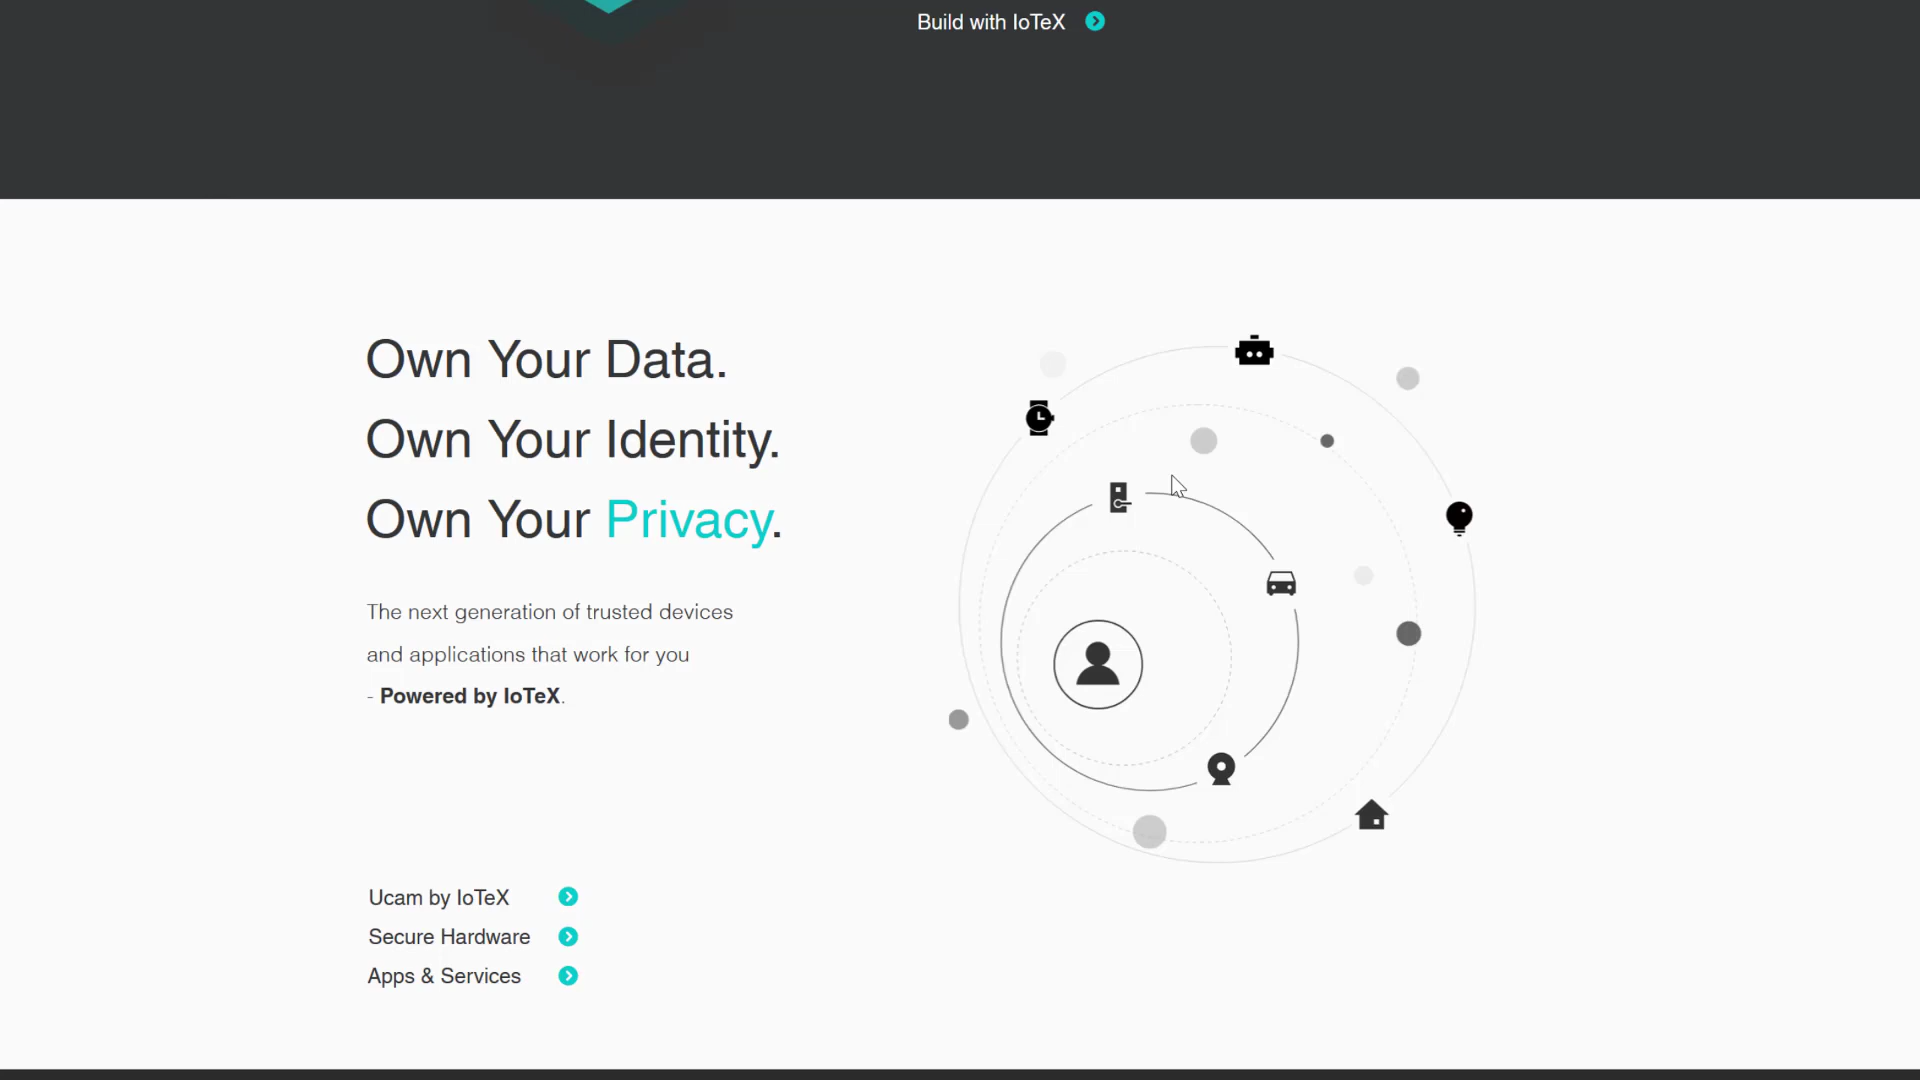 Build with IoTeX
Own Your Data.
Own Your Identity.
Own Your Privacy.
The next generation of trusted devices
and applications that work for you
- Powered by IoTeX.
Ucam by IoTeX
Secure Hardware
Apps & Services